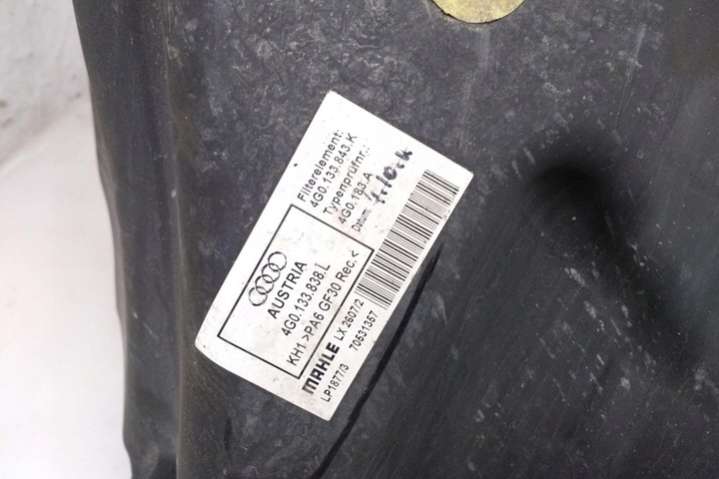 Filterelement:
4G0.133.843.K
Typenprüfnr.:
4G0.183.A
Datum:
AUSTRIA
4G0.133.838.L
KH1 >PA6 GF30 Rec.<
MAHLE LX 2607/2
LP1877/3 70531357